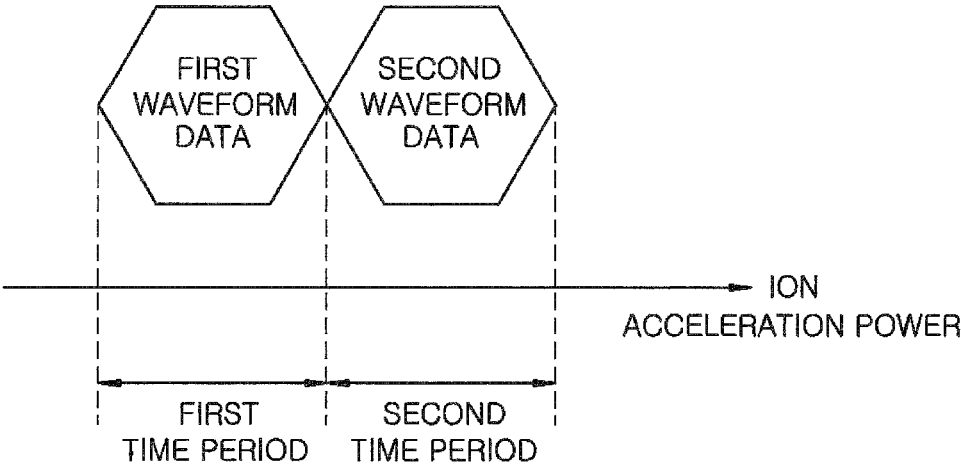 FIRST
WAVEFORM
DATA
SECOND
WAVEFORM
DATA
ION
ACCELERATION POWER
FIRST
TIME PERIOD
SECOND
TIME PERIOD